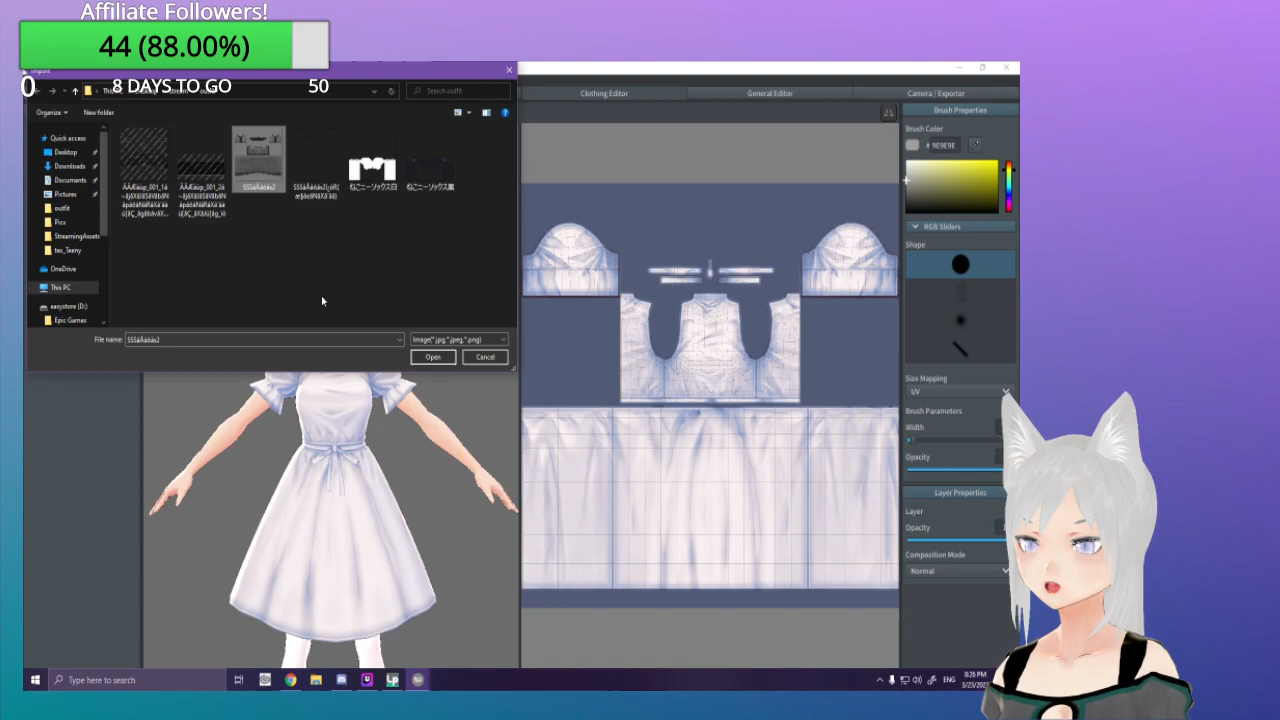 Affiliate Followers!
44 (88.00%)
0
8 DAYS TO GO
50
Search outfit
Organize
New folder
Quick access
Desktop
Downloads
Documents
Pictures
outfit
Pics
StreamingAssets
tex_Teeny
OneDrive
This PC
easystore (D:)
Epic Games
ねこニーソックス白
ねこニーソックス黒
File name:
Image(*.jpg,*.jpeg,*.png)
Open
Cancel
Clothing Editor
General Editor
Camera / Exporter
Brush Properties
Brush Color
# 9E9E9E
RGB Sliders
Shape
Size Mapping
UV
Brush Parameters
Width
Opacity
Layer Properties
Layer
Opacity
Composition Mode
Normal
Type here to search
ENG
8:25 PM